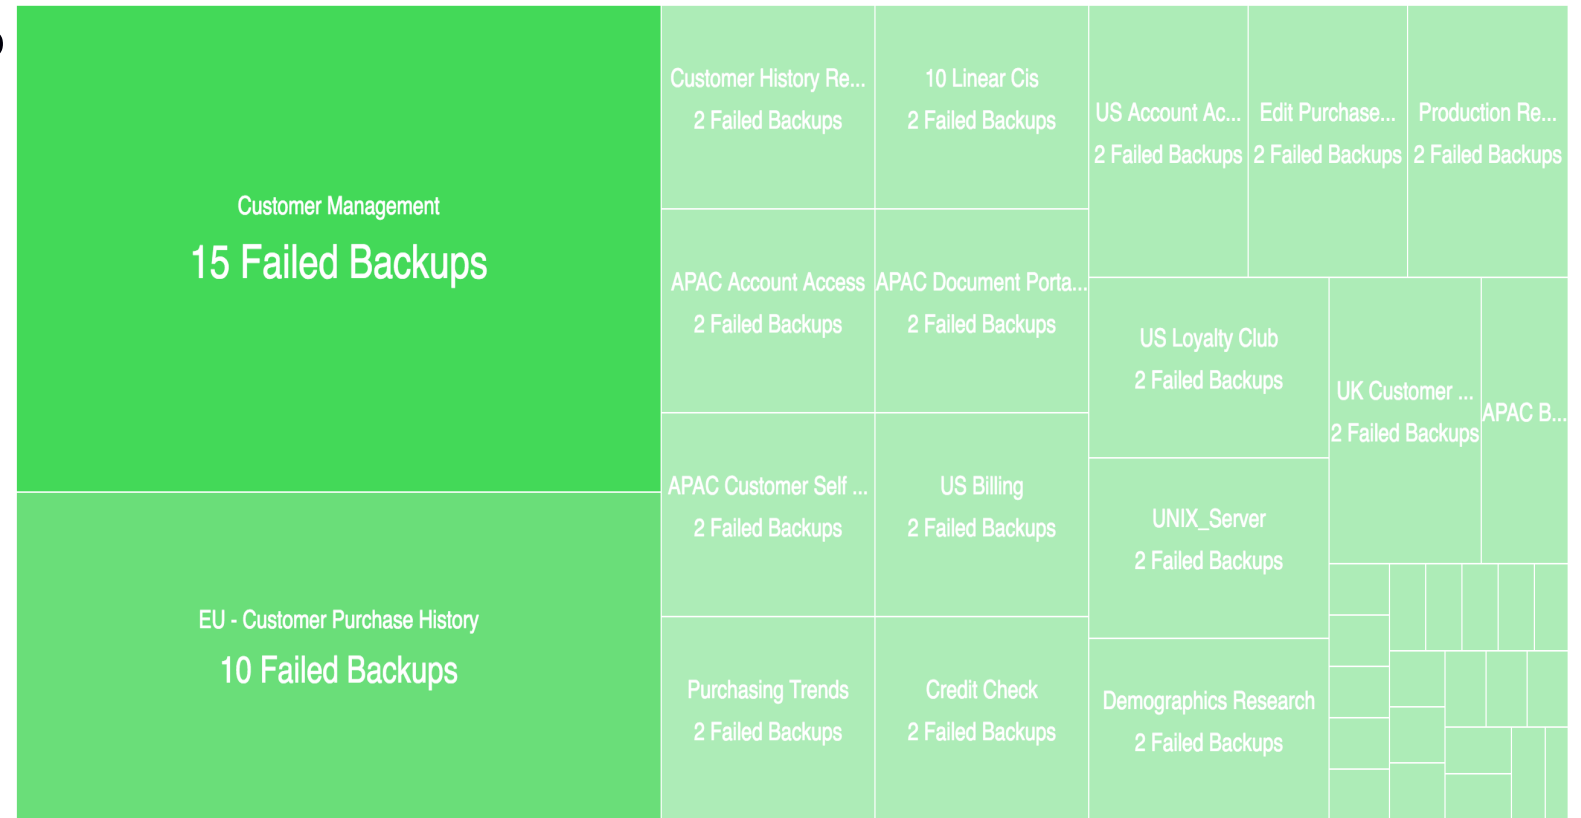 Customer Management
15 Failed Backups
EU - Customer Purchase History
10 Failed Backups
Customer History Re...
2 Failed Backups
10 Linear Cis
2 Failed Backups
APAC Account Access
2 Failed Backups
APAC Document Porta...
2 Failed Backups
APAC Customer Self ...
2 Failed Backups
US Billing
2 Failed Backups
Purchasing Trends
2 Failed Backups
Credit Check
2 Failed Backups
US Account Ac...
2 Failed Backups
Edit Purchase...
2 Failed Backups
Production Re...
2 Failed Backups
US Loyalty Club
2 Failed Backups
UNIX_Server
2 Failed Backups
Demographics Research
2 Failed Backups
UK Customer ...
2 Failed Backups
APAC B...